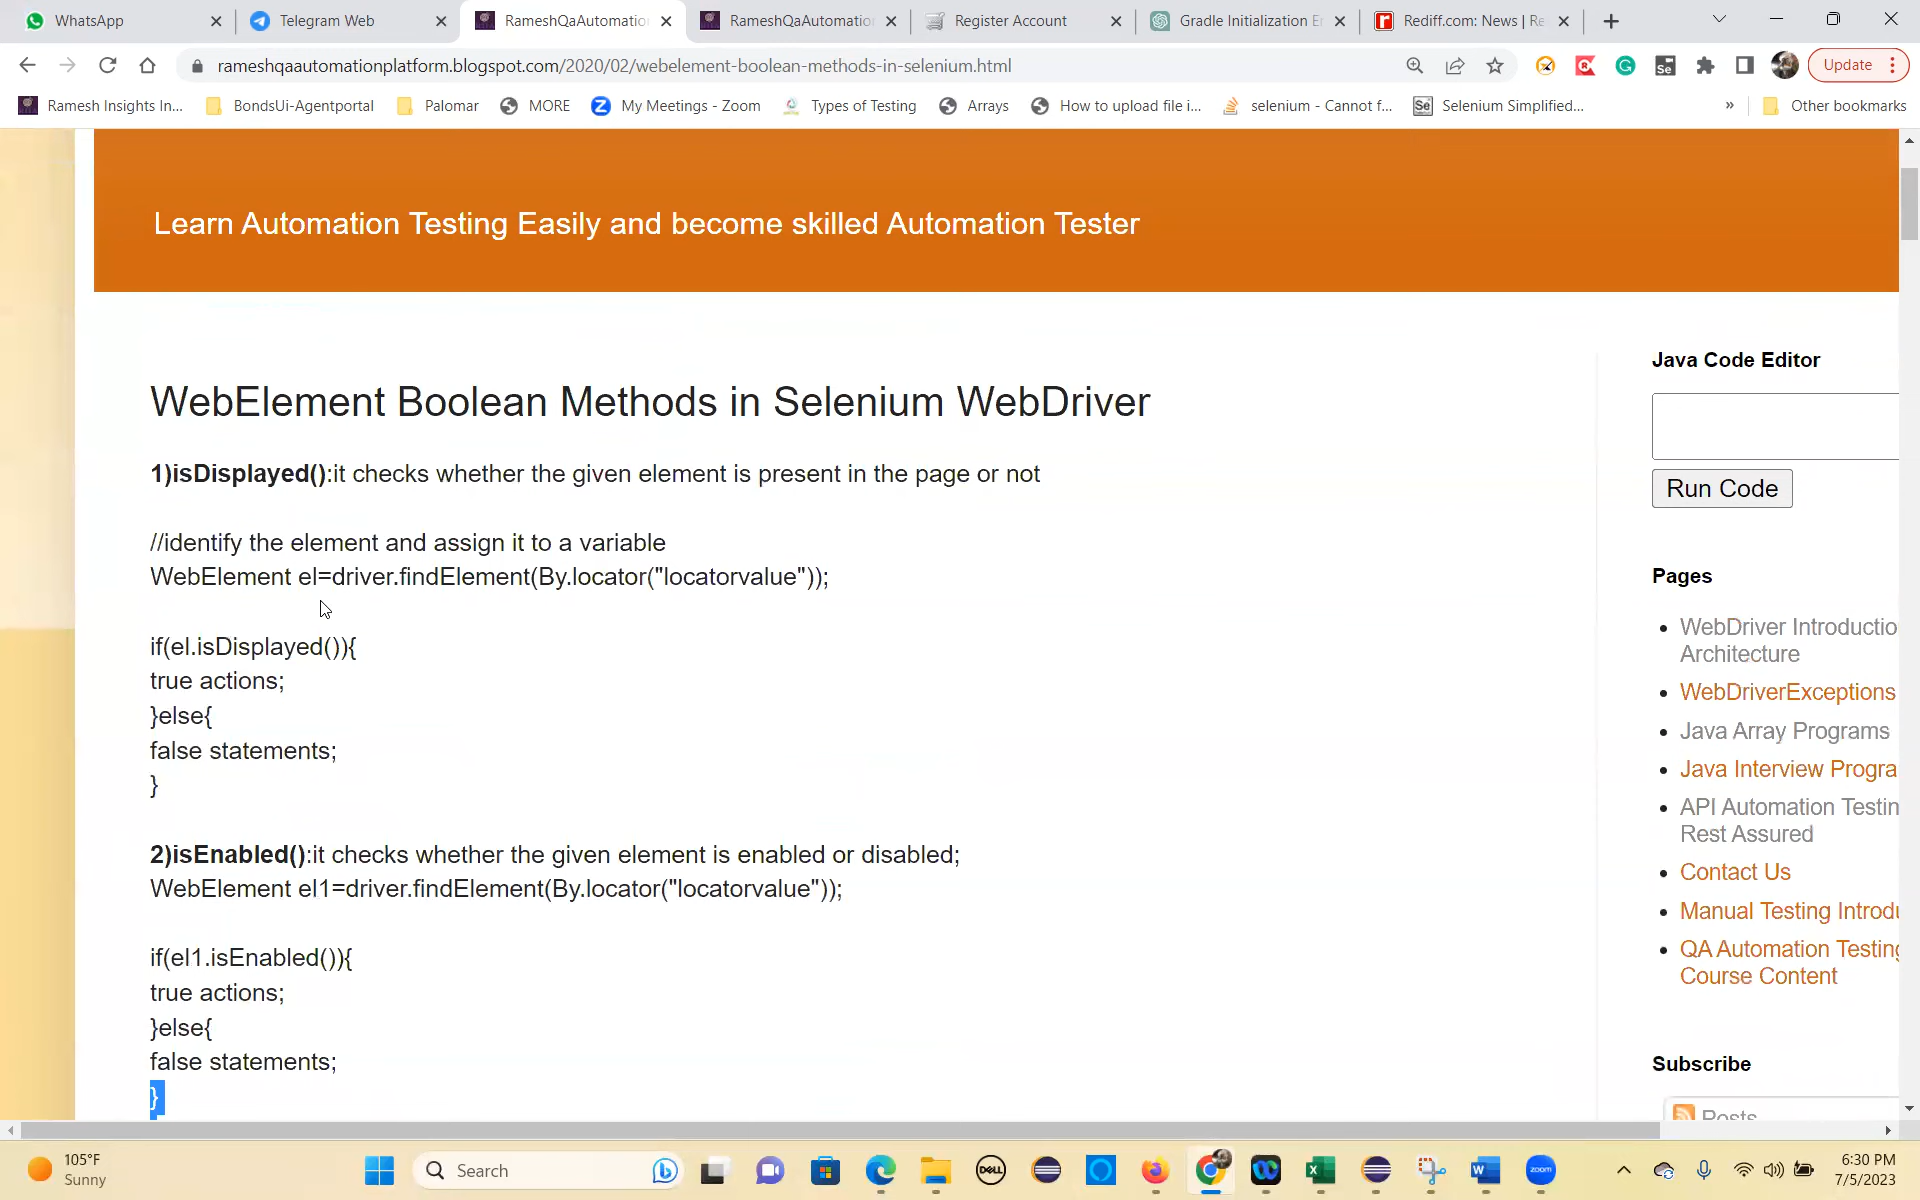 WhatsApp
Telegram Web
RameshQaAutomatio
RameshQaAutomatio
Register Account
Gradle Initialization E
Rediff.com: News | Re
rameshqaautomationplatform.blogspot.com/2020/02/webelement-boolean-methods-in-selenium.html
Update
Ramesh Insights In...
BondsUi-Agentportal
Palomar
MORE
My Meetings - Zoom
Types of Testing
Arrays
How to upload file i...
selenium - Cannot f...
Selenium Simplified...
»
Other bookmarks
Learn Automation Testing Easily and become skilled Automation Tester
WebElement Boolean Methods in Selenium WebDriver
1)isDisplayed():it checks whether the given element is present in the page or not
//identify the element and assign it to a variable
WebElement el=driver.findElement(By.locator("locatorvalue"));
if(el.isDisplayed()){
true actions;
}else{
false statements;
}
2)isEnabled():it checks whether the given element is enabled or disabled;
WebElement el1=driver.findElement(By.locator("locatorvalue"));
if(el1.isEnabled()){
true actions;
}else{
false statements;
}
Java Code Editor
Run Code
Pages
WebDriver Introductio
Architecture
WebDriverExceptions
Java Array Programs
Java Interview Progra
API Automation Testin
Rest Assured
Contact Us
Manual Testing Introdu
QA Automation Testing
Course Content
Subscribe
Posts
105°F
Sunny
Search
DELL
zoom
6:30 PM
7/5/2023